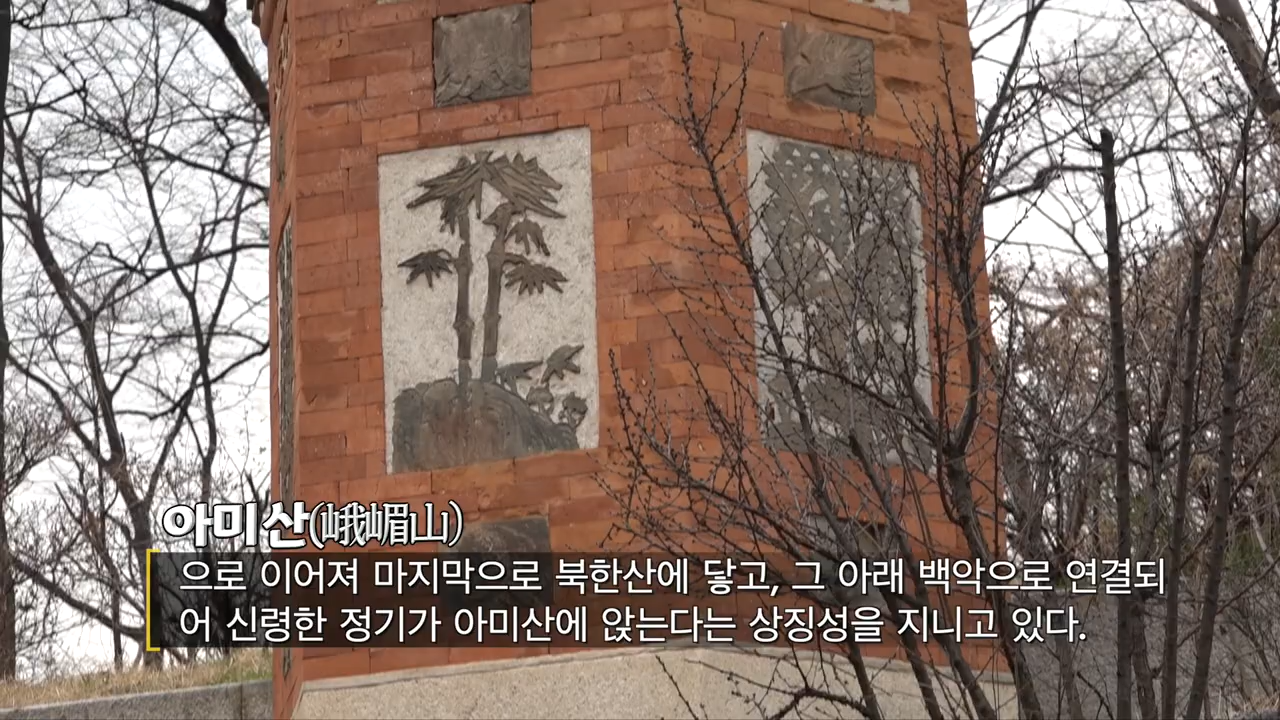 아미산(峨嵋山)
으로 이어져 마지막으로 북한산에 닿고, 그 아래 백악으로 연결되
어 신령한 정기가 아미산에 앉는다는 상징성을 지니고 있다.